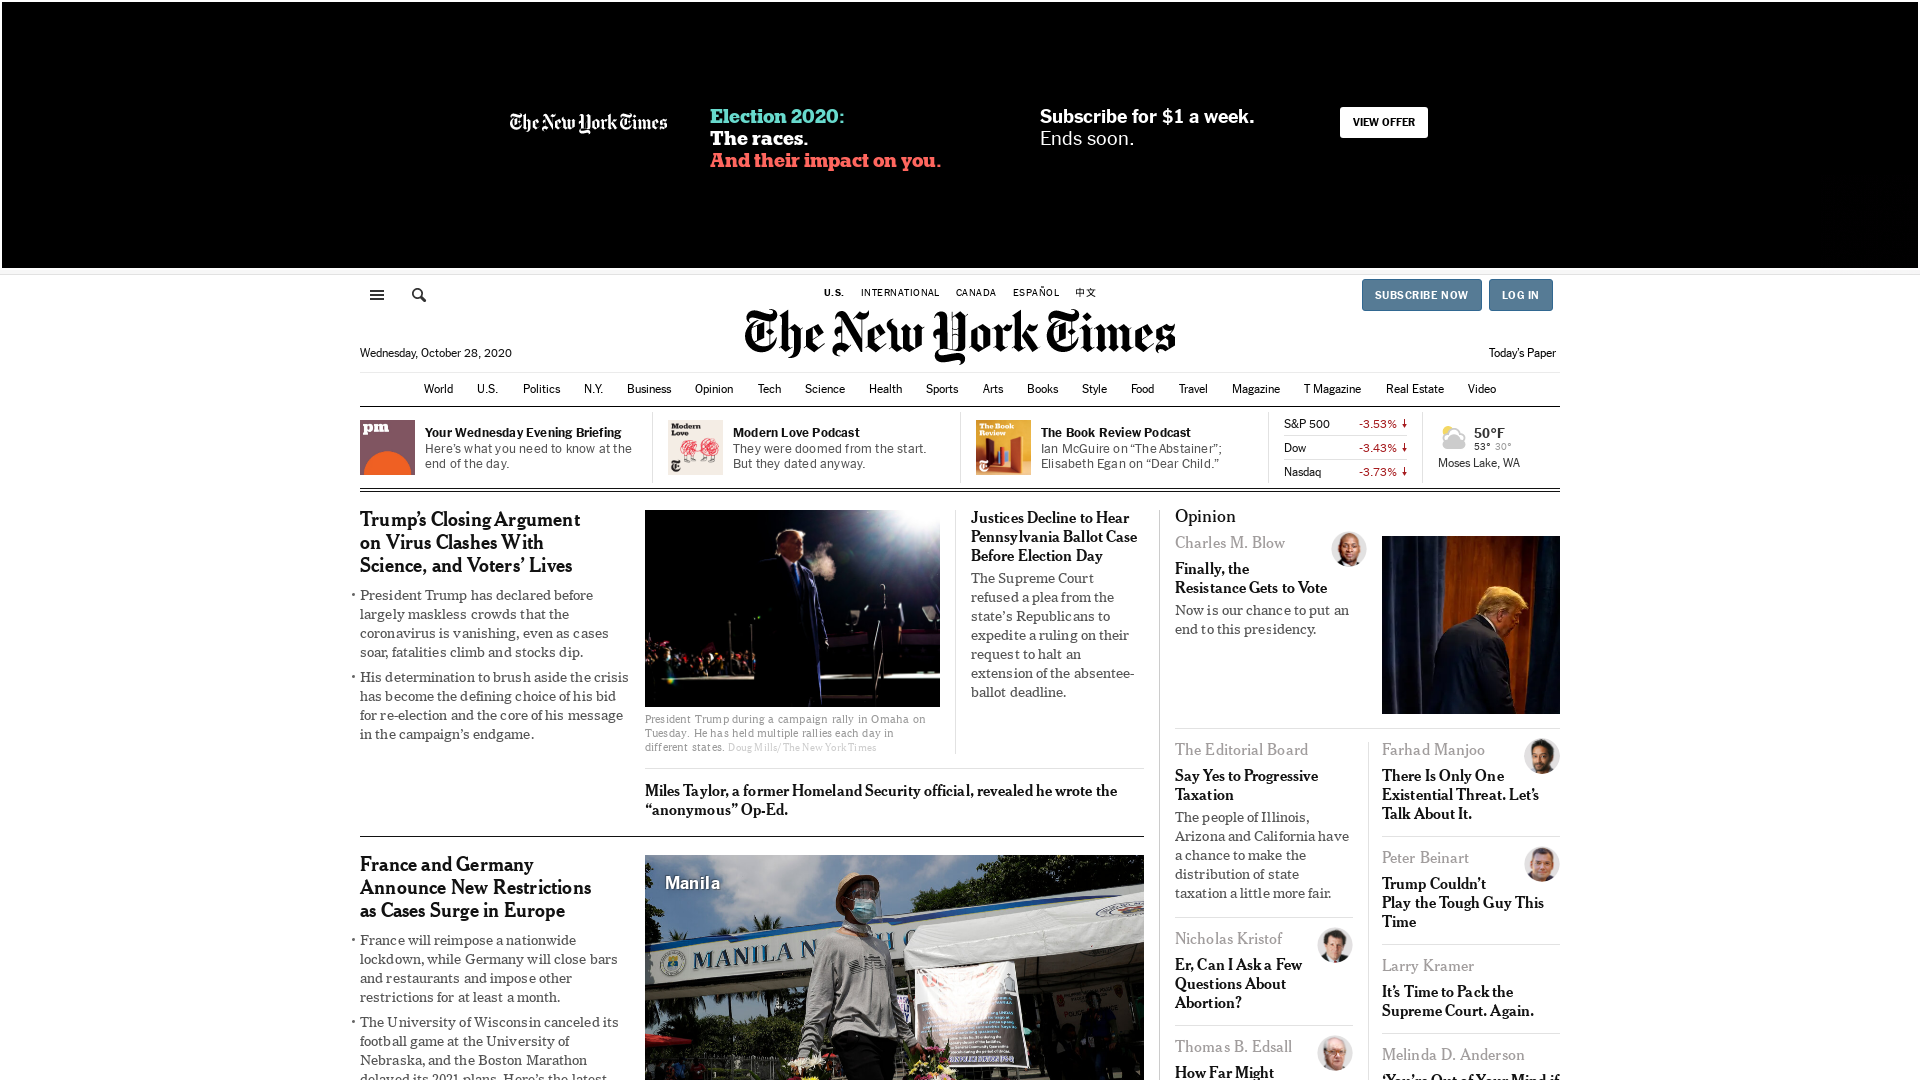 The New York Times
Election 2020:
The races.
And their impact on you.
Subscribe for $1 a week.
Ends soon.
VIEW OFFER
U.S. INTERNATIONAL CANADA ESPAÑOL 中文
SUBSCRIBE NOW
LOG IN
The New York Times
Wednesday, October 28, 2020
Today's Paper
World U.S. Politics N.Y. Business Opinion Tech Science Health Sports Arts Books Style Food Travel Magazine T Magazine Real Estate Video
pm
Your Wednesday Evening Briefing
Here's what you need to know at the
end of the day.
Modern
Love
Modern Love Podcast
They were doomed from the start.
But they dated anyway.
The Book
Review
The Book Review Podcast
Ian McGuire on “The Abstainer”;
Elisabeth Egan on “Dear Child.”
S&P 500 -3.53%
Dow -3.43%
Nasdaq -3.73%
50°F
53° 30°
Moses Lake, WA
Trump’s Closing Argument
on Virus Clashes With
Science, and Voters’ Lives
President Trump has declared before
largely maskless crowds that the
coronavirus is vanishing, even as cases
soar, fatalities climb and stocks dip.
His determination to brush aside the crisis
has become the defining choice of his bid
for re-election and the core of his message
in the campaign’s endgame.
President Trump during a campaign rally in Omaha on
Tuesday. He has held multiple rallies each day in
different states. Doug Mills/The New York Times
Justices Decline to Hear
Pennsylvania Ballot Case
Before Election Day
The Supreme Court
refused a plea from the
state’s Republicans to
expedite a ruling on their
request to halt an
extension of the absentee-
ballot deadline.
Miles Taylor, a former Homeland Security official, revealed he wrote the
“anonymous” Op-Ed.
France and Germany
Announce New Restrictions
as Cases Surge in Europe
France will reimpose a nationwide
lockdown, while Germany will close bars
and restaurants and impose other
restrictions for at least a month.
The University of Wisconsin canceled its
football game at the University of
Nebraska, and the Boston Marathon
delayed its 2021 plans. Here’s the latest
Manila
MANILA N
Opinion
Charles M. Blow
Finally, the
Resistance Gets to Vote
Now is our chance to put an
end to this presidency.
The Editorial Board
Say Yes to Progressive
Taxation
The people of Illinois,
Arizona and California have
a chance to make the
distribution of state
taxation a little more fair.
Nicholas Kristof
Er, Can I Ask a Few
Questions About
Abortion?
Thomas B. Edsall
How Far Might
Farhad Manjoo
There Is Only One
Existential Threat. Let’s
Talk About It.
Peter Beinart
Trump Couldn’t
Play the Tough Guy This
Time
Larry Kramer
It’s Time to Pack the
Supreme Court. Again.
Melinda D. Anderson
‘You’re Out of Your Mind if